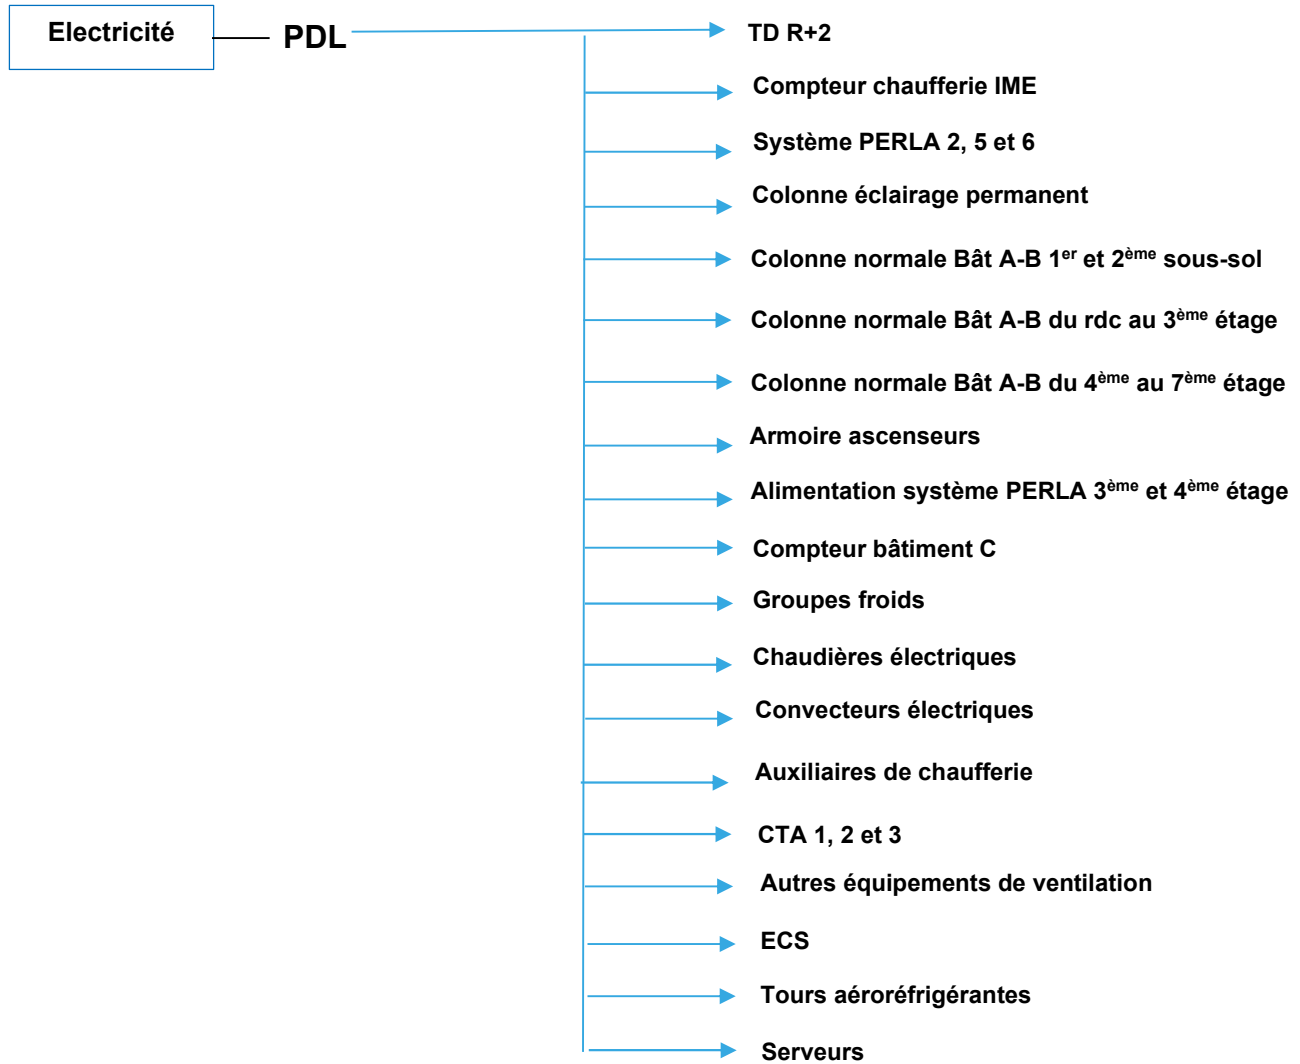 Electricité
PDL
TD R+2
Compteur chaufferie IME
Système PERLA 2, 5 et 6
Colonne éclairage permanent
Colonne normale Bât A-B 1er et 2ème sous-sol
Colonne normale Bât A-B du rdc au 3ème étage
Colonne normale Bât A-B du 4ème au 7ème étage
Armoire ascenseurs
Alimentation système PERLA 3ème et 4ème étage
Compteur bâtiment C
Groupes froids
Chaudières électriques
Convecteurs électriques
Auxiliaires de chaufferie
CTA 1, 2 et 3
Autres équipements de ventilation
ECS
Tours aéroréfrigérantes
Serveurs